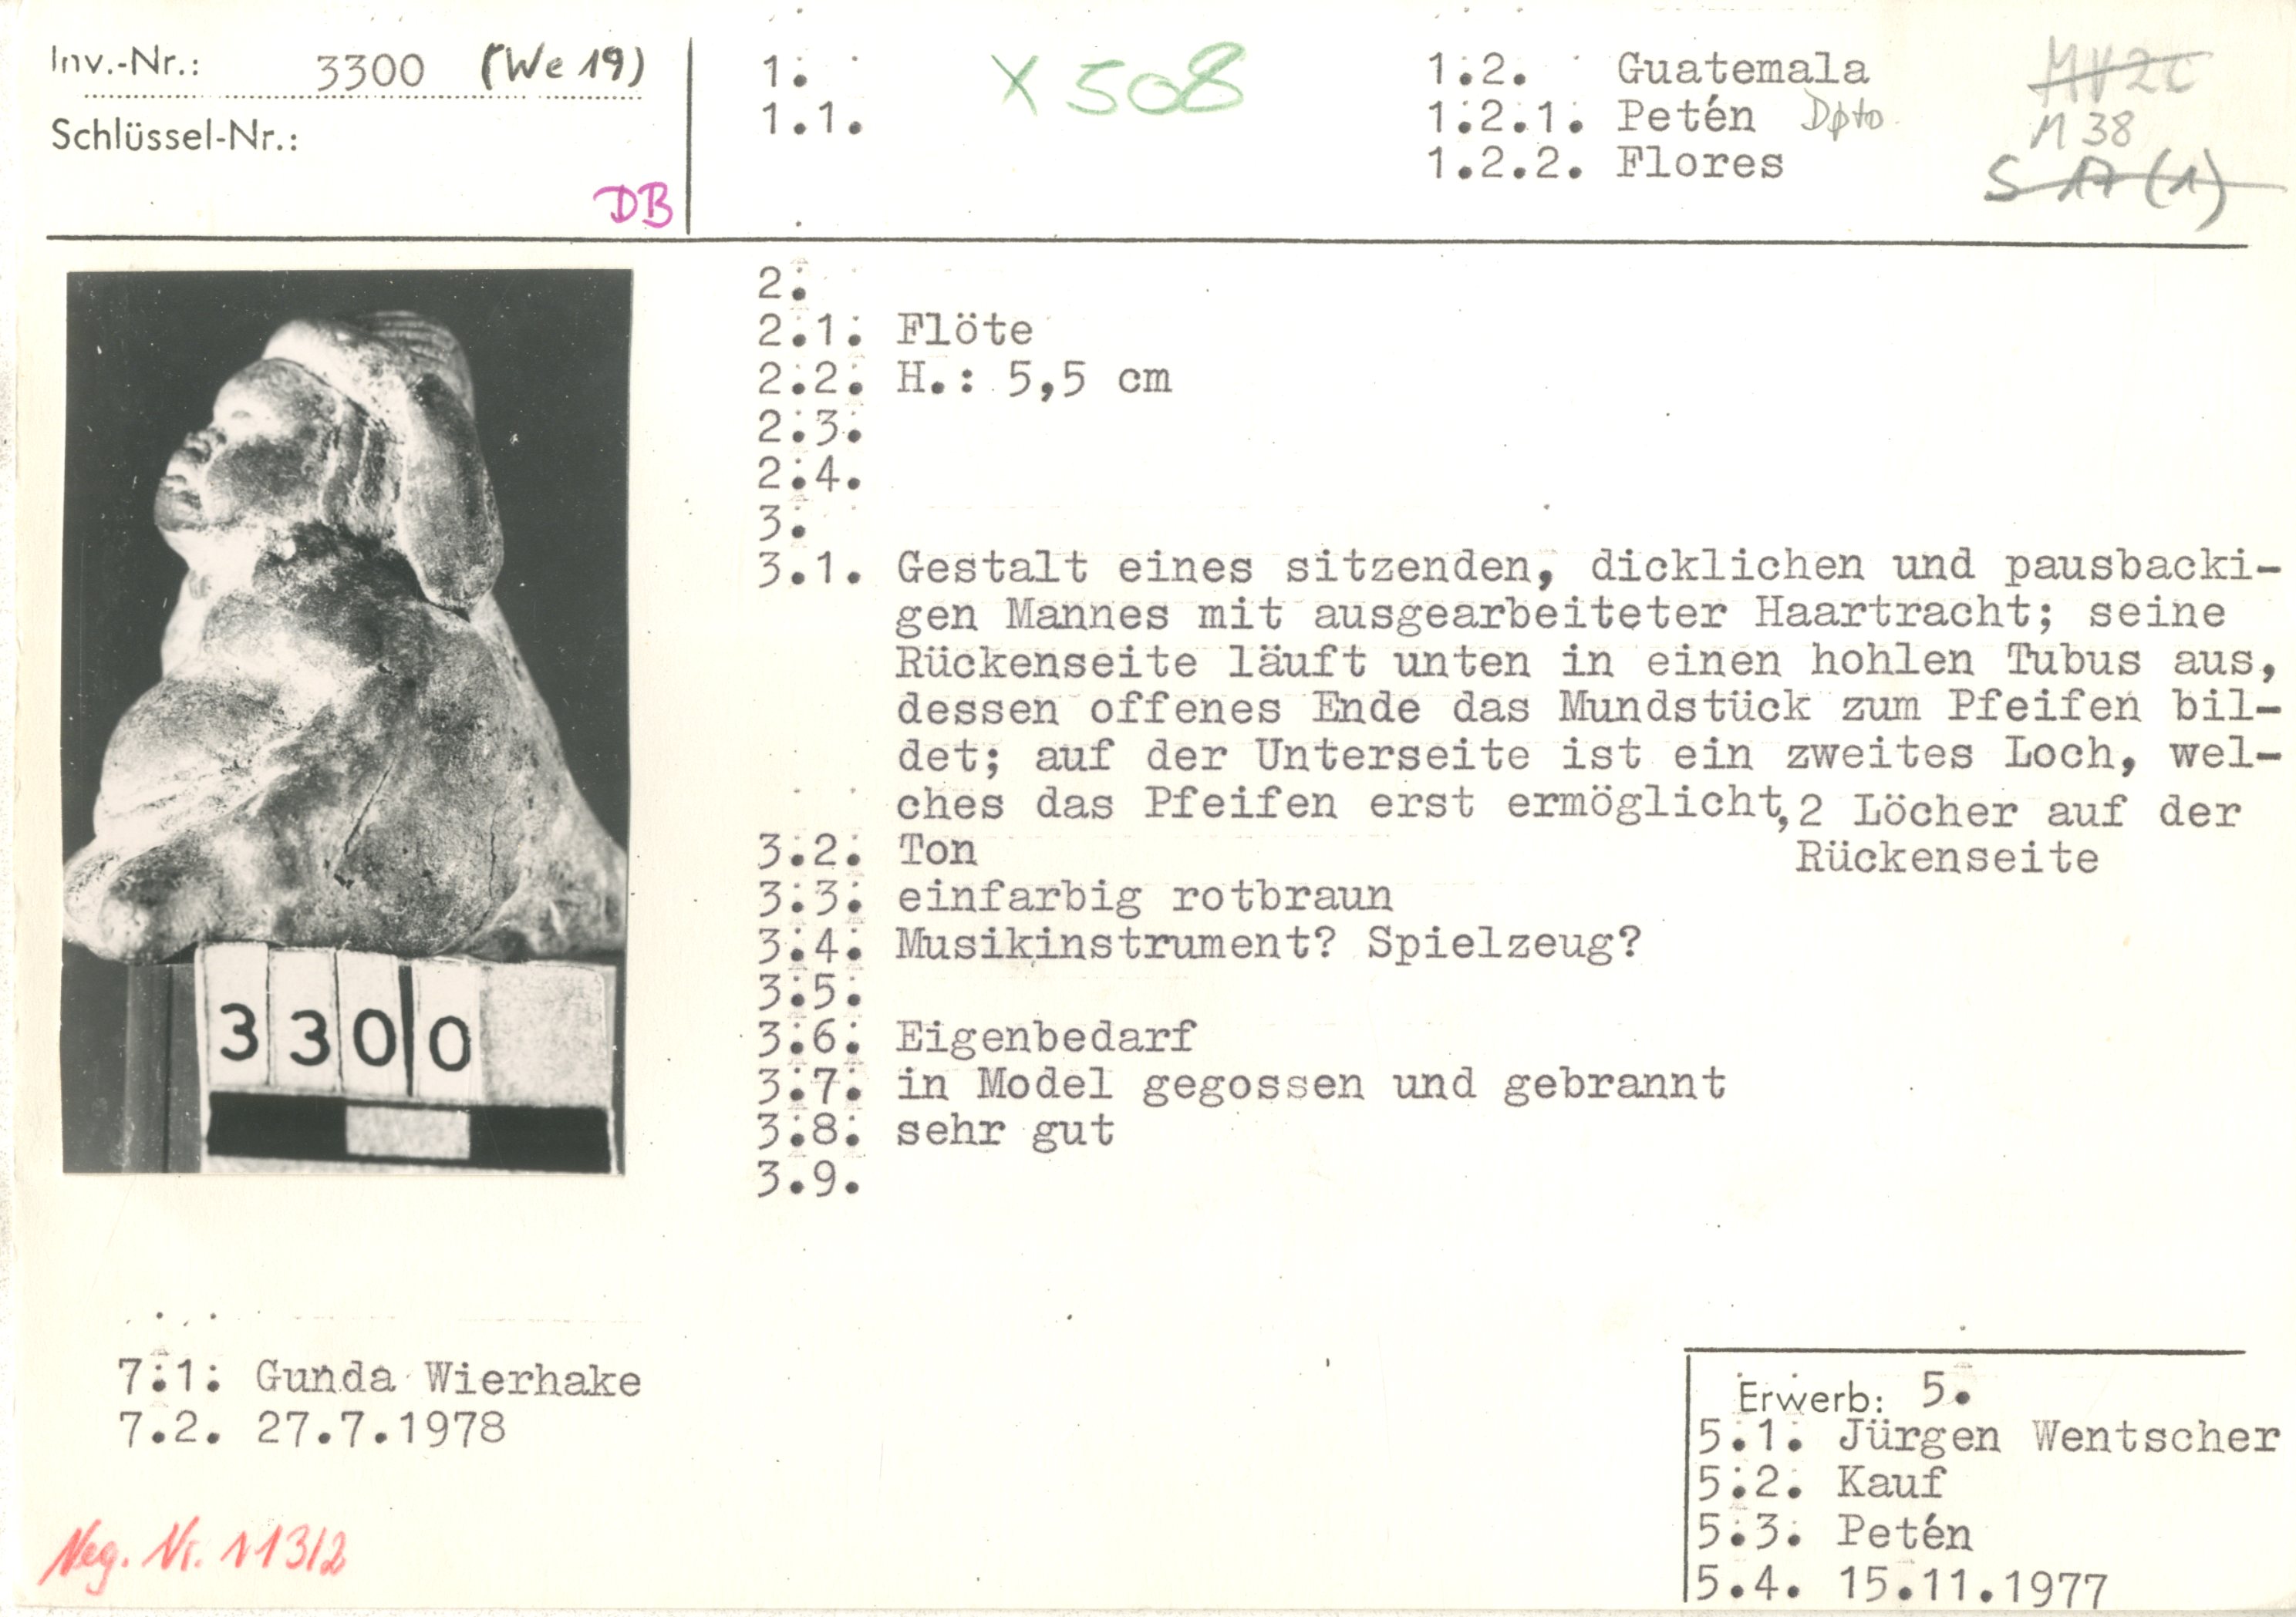 Inv.-Nr.: 3300 (We 19)
Schlüssel-Nr.:
DB
1.
1.1.
X 508
1.2. Guatemala
1.2.1. Petén Dpto
1.2.2. Flores
M 38
S 17 (1)
2.
2.1. Flöte
2.2. H.: 5,5 cm
2.3.
2.4.
3.
3.1. Gestalt eines sitzenden, dicklichen und pausbacki-
gen Mannes mit ausgearbeiteter Haartracht; seine
Rückenseite läuft unten in einen hohlen Tubus aus,
dessen offenes Ende das Mundstück zum Pfeifen bil-
det; auf der Unterseite ist ein zweites Loch, wel-
ches das Pfeifen erst ermöglicht, 2 Löcher auf der
Rückenseite
3.2. Ton
3.3. einfarbig rotbraun
3.4. Musikinstrument? Spielzeug?
3.5.
3.6. Eigenbedarf
3.7. in Model gegossen und gebrannt
3.8. sehr gut
3.9.
3300
7.1. Gunda Wierhake
7.2. 27.7.1978
Neg. Nr. 113/2
Erwerb: 5.
5.1. Jürgen Wentscher
5.2. Kauf
5.3. Petén
5.4. 15.11.1977